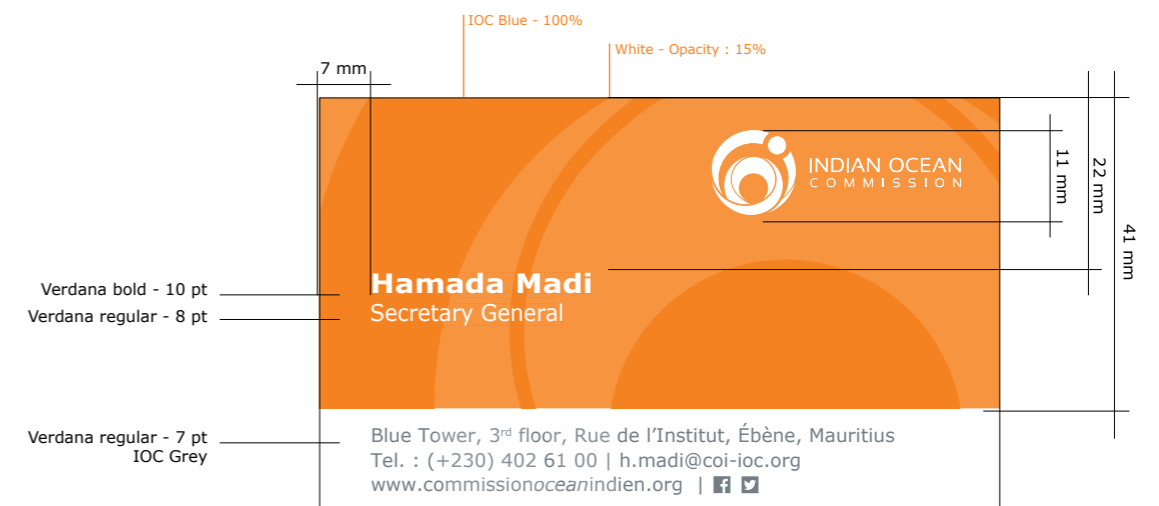 IOC Blue - 100%
White - Opacity : 15%
7 mm
INDIAN OCEAN
COMMISSION
11 mm
22 mm
41 mm
Hamada Madi
Secretary General
Verdana bold - 10 pt
Verdana regular - 8 pt
Verdana regular - 7 pt
IOC Grey
Blue Tower, 3rd floor, Rue de l’Institut, Ébène, Mauritius
Tel. : (+230) 402 61 00 | h.madi@coi-ioc.org
www.commissionoceanindien.org |